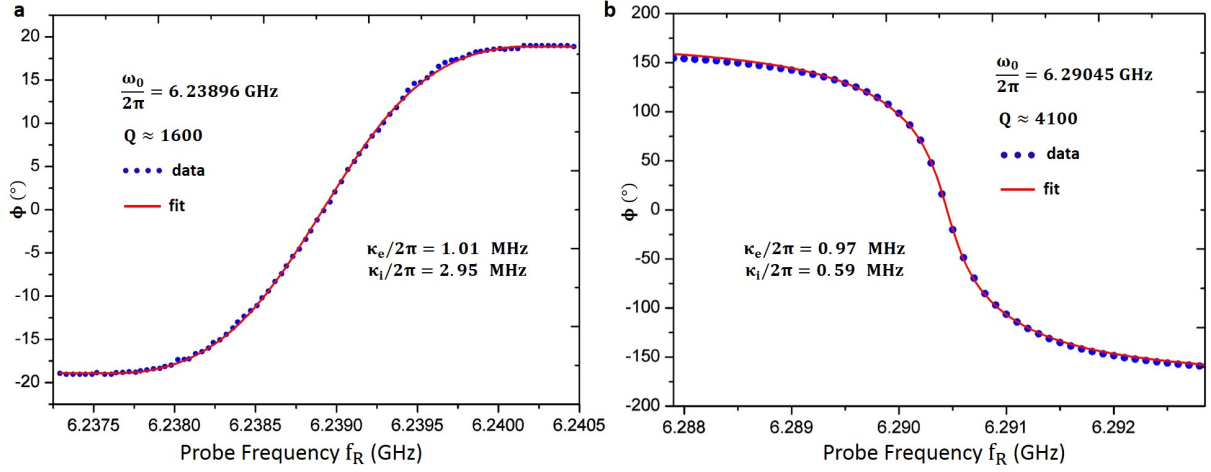 a
20
15
10
5
0
-5
-10
-15
-20
ϕ (°)
ω₀/2π = 6.23896 GHz
Q ≈ 1600
data
fit
κₑ/2π = 1.01 MHz
κᵢ/2π = 2.95 MHz
6.2375 6.2380 6.2385 6.2390 6.2395 6.2400 6.2405
Probe Frequency f_R (GHz)
b
200
150
100
50
0
-50
-100
-150
-200
ϕ (°)
ω₀/2π = 6.29045 GHz
Q ≈ 4100
data
fit
κₑ/2π = 0.97 MHz
κᵢ/2π = 0.59 MHz
6.288 6.289 6.290 6.291 6.292
Probe Frequency f_R (GHz)